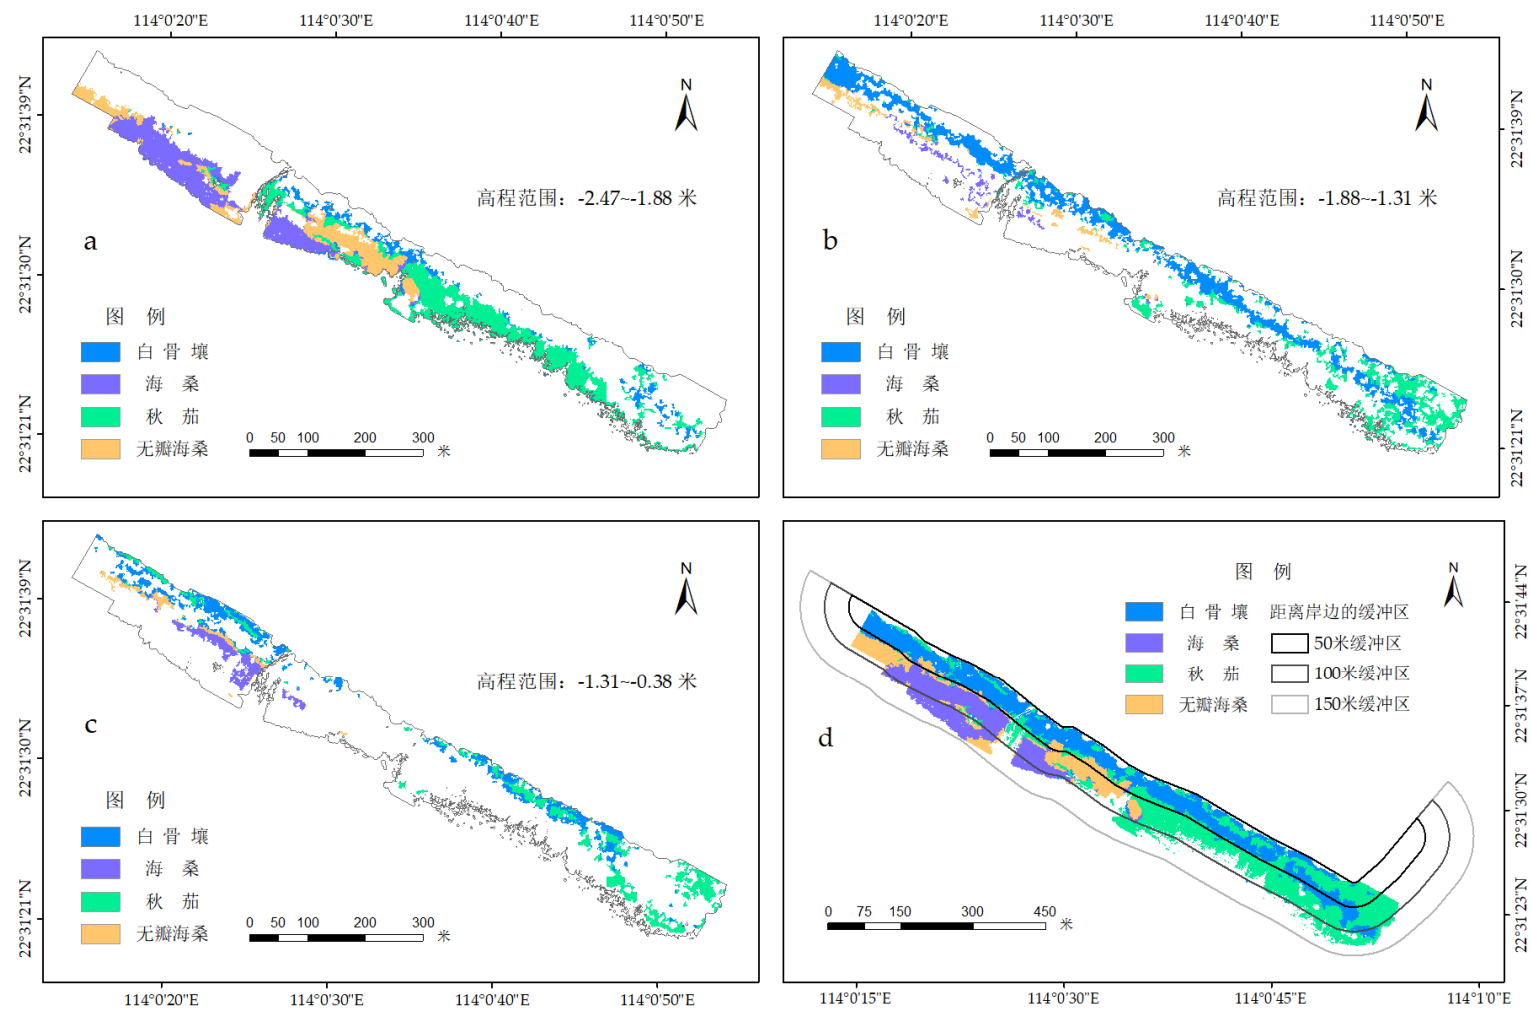 114°0'20"E 114°0'30"E 114°0'40"E 114°0'50"E
22°31'39"N
22°31'30"N
22°31'21"N
N
高程范围：-2.47~-1.88 米
a
图 例
白 骨 壤
海 桑
秋 茄
无瓣海桑
0 50 100 200 300 米
114°0'20"E 114°0'30"E 114°0'40"E 114°0'50"E
22°31'39"N
22°31'30"N
22°31'21"N
N
高程范围：-1.88~-1.31 米
b
图 例
白 骨 壤
海 桑
秋 茄
无瓣海桑
0 50 100 200 300 米
22°31'39"N
22°31'30"N
22°31'21"N
N
高程范围：-1.31~-0.38 米
c
图 例
白 骨 壤
海 桑
秋 茄
无瓣海桑
0 50 100 200 300 米
114°0'20"E 114°0'30"E 114°0'40"E 114°0'50"E
图 例
N
白 骨 壤 距离岸边的缓冲区
海 桑 50米缓冲区
秋 茄 100米缓冲区
无瓣海桑 150米缓冲区
d
0 75 150 300 450 米
22°31'44"N
22°31'37"N
22°31'30"N
22°31'23"N
114°0'15"E 114°0'30"E 114°0'45"E 114°1'0"E